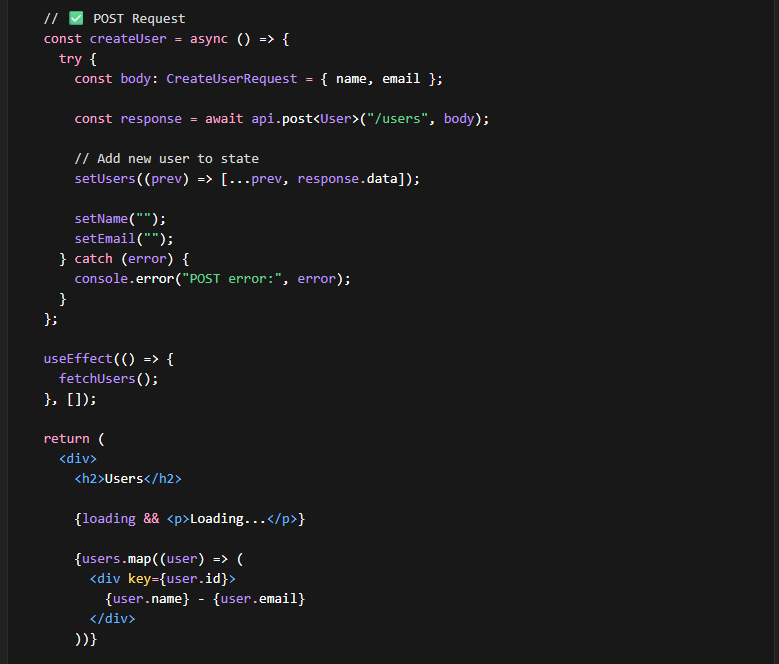 // ✅ POST Request
const createUser = async () => {
  try {
    const body: CreateUserRequest = { name, email };

    const response = await api.post<User>("/users", body);

    // Add new user to state
    setUsers((prev) => [...prev, response.data]);

    setName("");
    setEmail("");
  } catch (error) {
    console.error("POST error:", error);
  }
};

useEffect(() => {
  fetchUsers();
}, []);

return (
  <div>
    <h2>Users</h2>

    {loading && <p>Loading...</p>}

    {users.map((user) => (
      <div key={user.id}>
        {user.name} - {user.email}
      </div>
    ))}